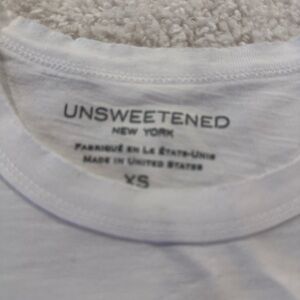 UNSWEETENED
NEW YORK
FABRIQUÉ EN LE ÉTATS-UNIS
MADE IN UNITED STATES
XS